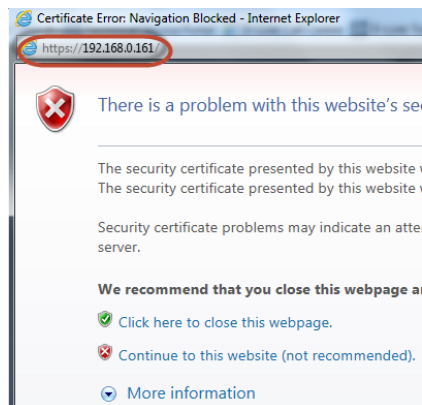 Certificate Error: Navigation Blocked - Internet Explorer
https://192.168.0.161/
There is a problem with this website's se
The security certificate presented by this website
The security certificate presented by this website
Security certificate problems may indicate an atte
server.
We recommend that you close this webpage a
Click here to close this webpage.
Continue to this website (not recommended).
More information